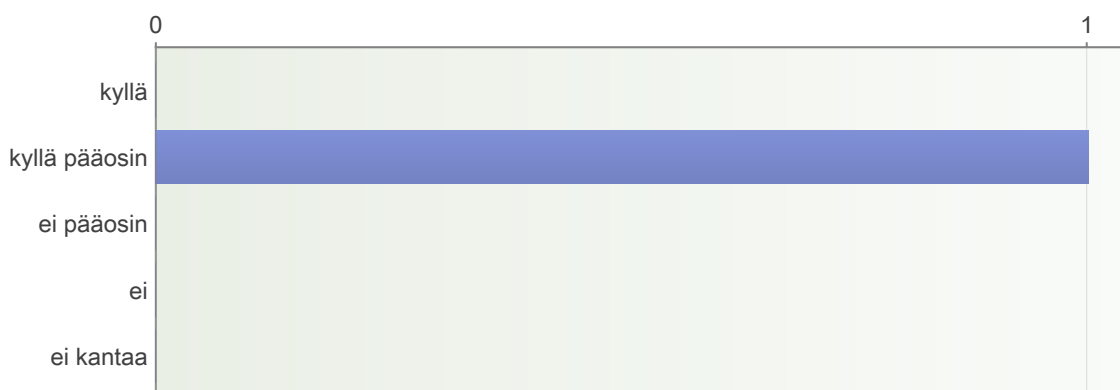 0 1
kyllä
kyllä pääosin
ei pääosin
ei
ei kantaa